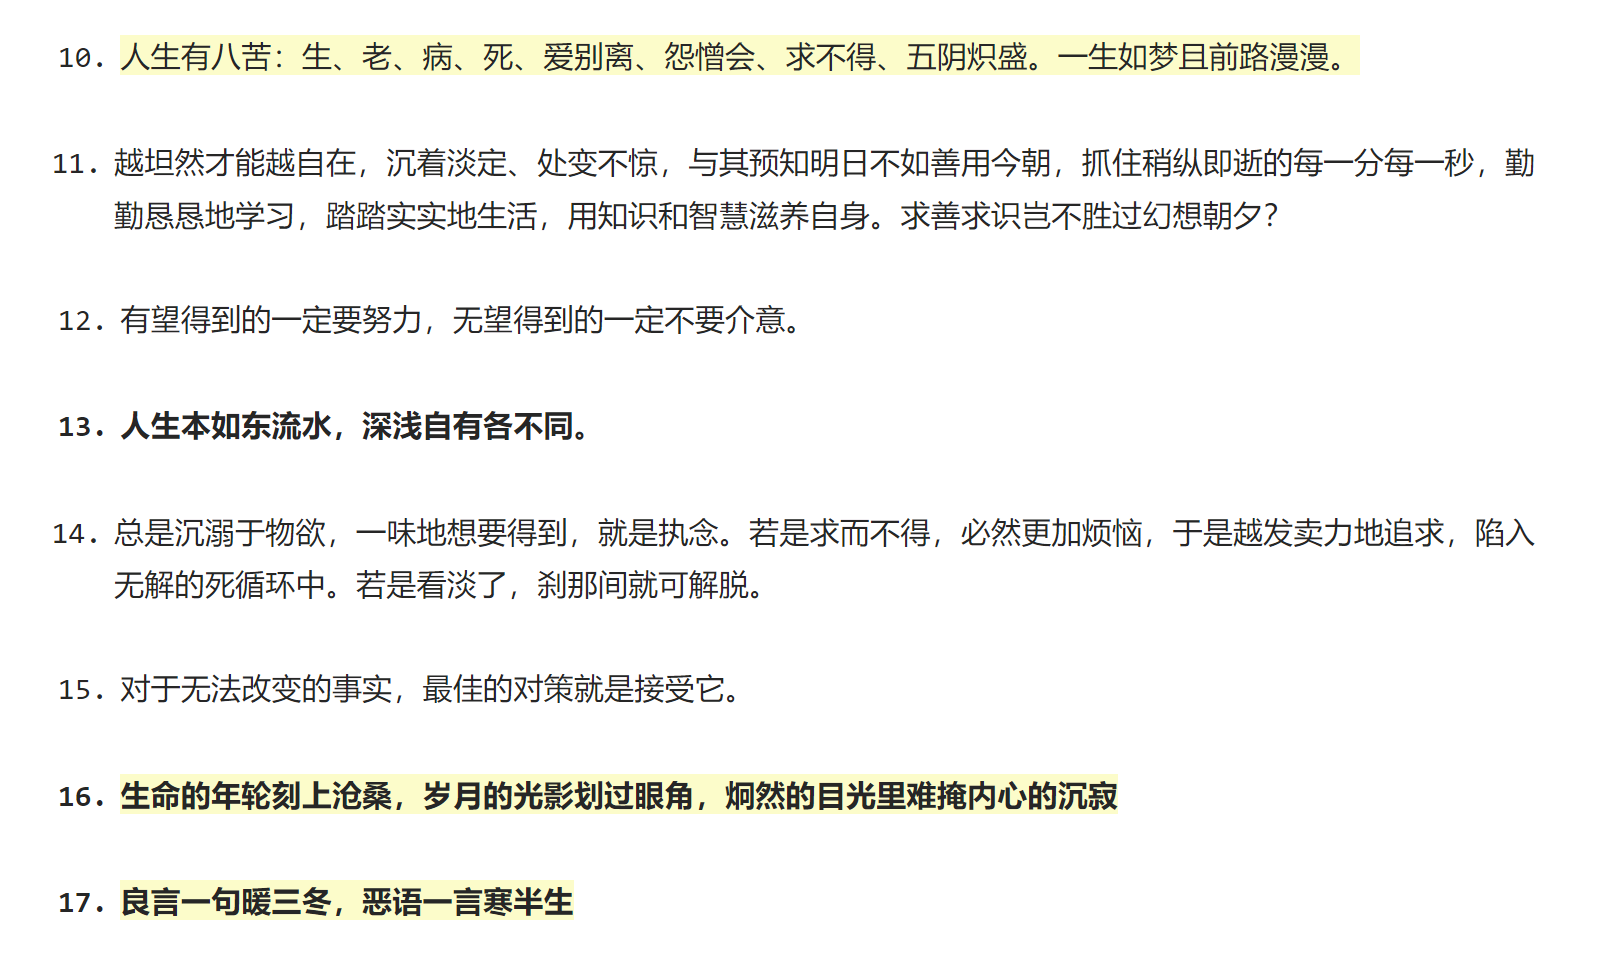 10. 人生有八苦：生、老、病、死、爱别离、怨憎会、求不得、五阴炽盛。一生如梦且前路漫漫。
11. 越坦然才能越自在，沉着淡定、处变不惊，与其预知明日不如善用今朝，抓住稍纵即逝的每一分每一秒，勤
勤恳恳地学习，踏踏实实地生活，用知识和智慧滋养自身。求善求识岂不胜过幻想朝夕？
12. 有望得到的一定要努力，无望得到的一定不要介意。
13. 人生本如东流水，深浅自有各不同。
14. 总是沉溺于物欲，一味地想要得到，就是执念。若是求而不得，必然更加烦恼，于是越发卖力地追求，陷入
无解的死循环中。若是看淡了，刹那间就可解脱。
15. 对于无法改变的事实，最佳的对策就是接受它。
16. 生命的年轮刻上沧桑，岁月的光影划过眼角，炯然的目光里难掩内心的沉寂
17. 良言一句暖三冬，恶语一言寒半生